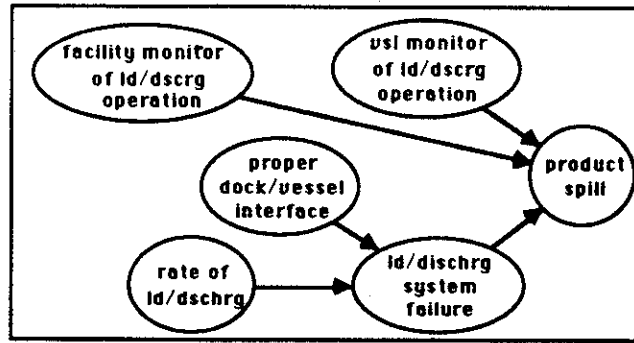 facility monitor
of ld/dscrg
operation
vsl monitor
of ld/dscrg
operation
proper
dock/vessel
interface
product
spill
rate of
ld/dschrg
ld/dischrg
system
failure